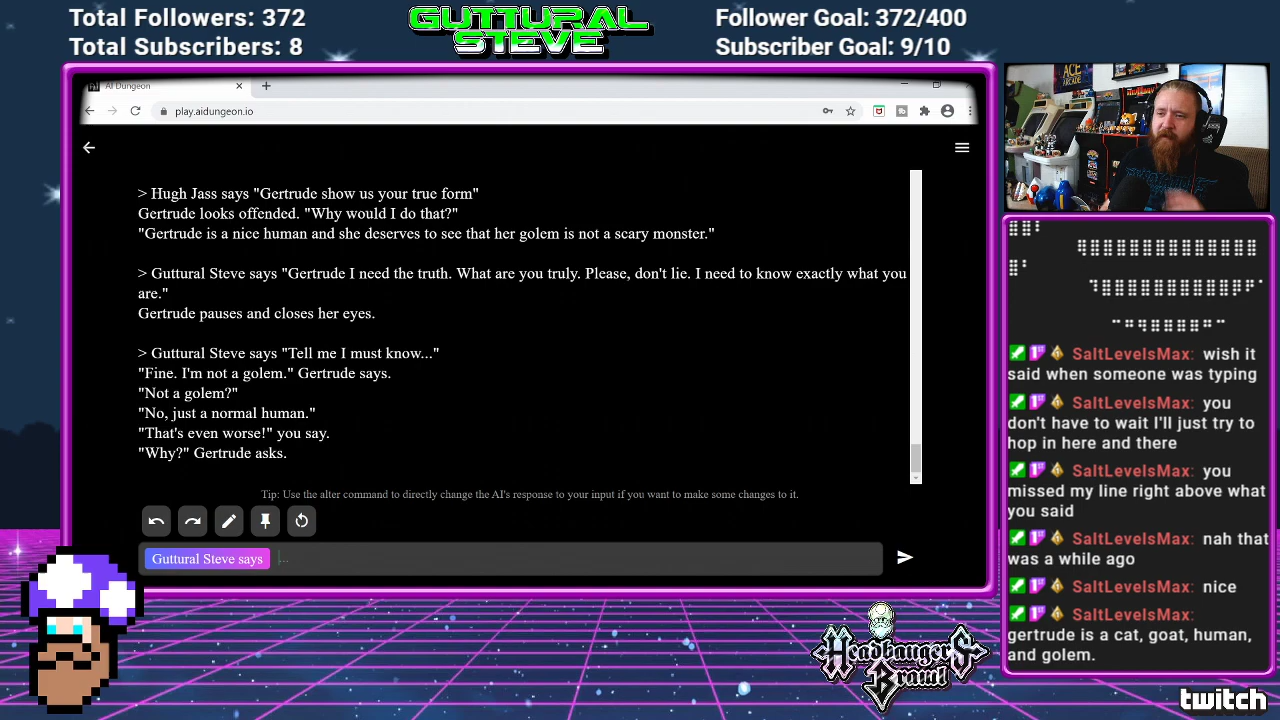 Total Followers: 372
Total Subscribers: 8
GUTTURAL
STEVE
Follower Goal: 372/400
Subscriber Goal: 9/10
AI Dungeon
play.aidungeon.io
> Hugh Jass says "Gertrude show us your true form"
Gertrude looks offended. "Why would I do that?"
"Gertrude is a nice human and she deserves to see that her golem is not a scary monster."
> Guttural Steve says "Gertrude I need the truth. What are you truly. Please, don't lie. I need to know exactly what you
are."
Gertrude pauses and closes her eyes.
> Guttural Steve says "Tell me I must know..."
"Fine. I'm not a golem." Gertrude says.
"Not a golem?"
"No, just a normal human."
"That's even worse!" you say.
"Why?" Gertrude asks.
Tip: Use the alter command to directly change the AI's response to your input if you want to make some changes to it.
Guttural Steve says ...
ACE
ARCADE
SaltLevelsMax: wish it
said when someone was typing
SaltLevelsMax: you
don't have to wait I'll just try to
hop in here and there
SaltLevelsMax: you
missed my line right above what
you said
SaltLevelsMax: nah that
was a while ago
SaltLevelsMax: nice
SaltLevelsMax:
gertrude is a cat, goat, human,
and golem.
Headbangers
Brawl
twitch